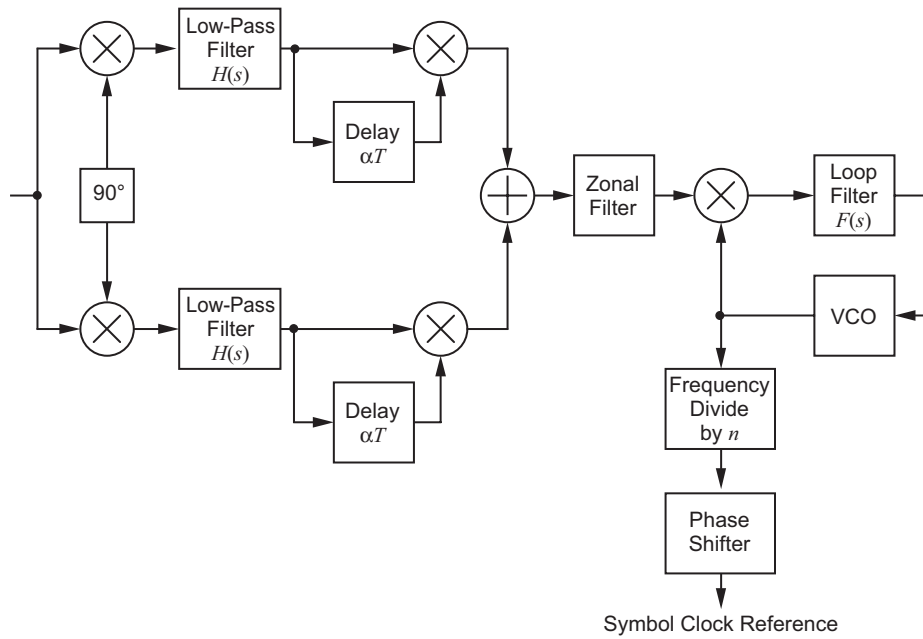 Low-Pass
Filter
H(s)
Delay
αT
90°
Zonal
Filter
Loop
Filter
F(s)
Low-Pass
Filter
H(s)
VCO
Delay
αT
Frequency
Divide
by n
Phase
Shifter
Symbol Clock Reference